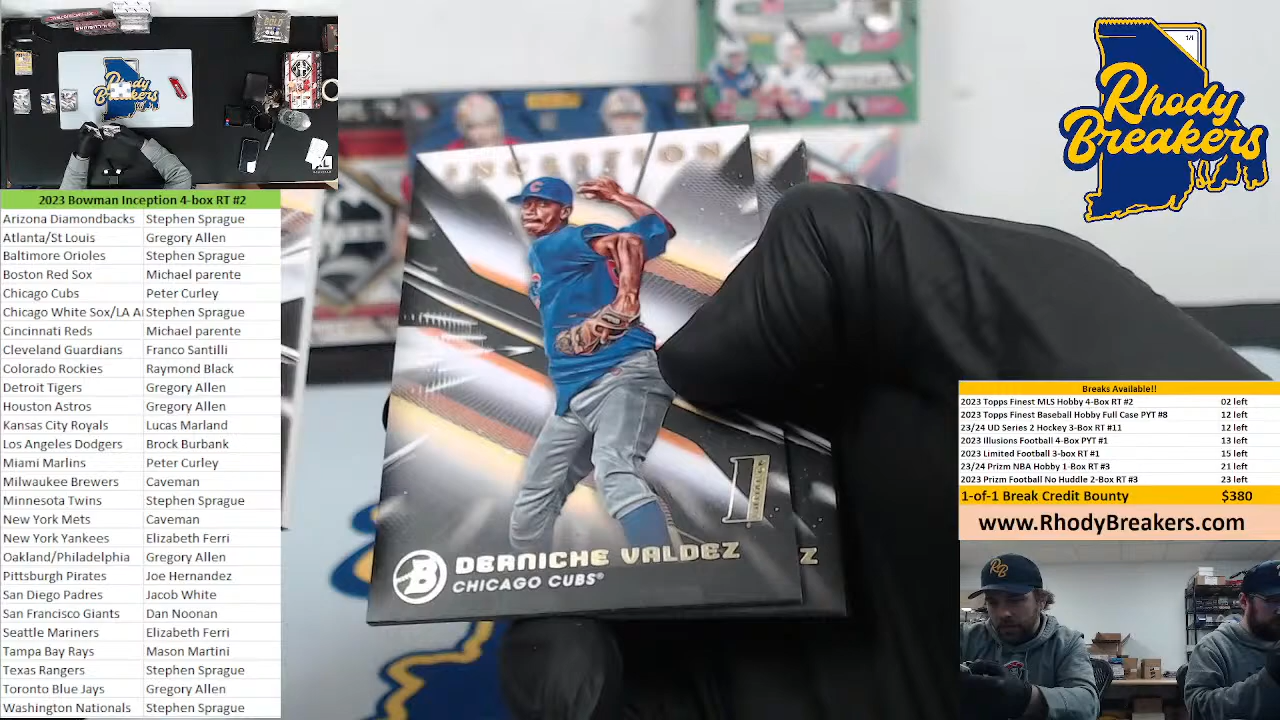 2023 Bowman Inception 4-box RT #2
Arizona Diamondbacks Stephen Sprague
Atlanta/St Louis Gregory Allen
Baltimore Orioles Stephen Sprague
Boston Red Sox Michael parente
Chicago Cubs Peter Curley
Chicago White Sox/LA A Stephen Sprague
Cincinnati Reds Michael parente
Cleveland Guardians Franco Santilli
Colorado Rockies Raymond Black
Detroit Tigers Gregory Allen
Houston Astros Gregory Allen
Kansas City Royals Lucas Marland
Los Angeles Dodgers Brock Burbank
Miami Marlins Peter Curley
Milwaukee Brewers Caveman
Minnesota Twins Stephen Sprague
New York Mets Caveman
New York Yankees Elizabeth Ferri
Oakland/Philadelphia Gregory Allen
Pittsburgh Pirates Joe Hernandez
San Diego Padres Jacob White
San Francisco Giants Dan Noonan
Seattle Mariners Elizabeth Ferri
Tampa Bay Rays Mason Martini
Texas Rangers Stephen Sprague
Toronto Blue Jays Gregory Allen
Washington Nationals Stephen Sprague
Rhody
Breakers
INCEPTION
N
C
1st
B
DERNICHE VALDEZ
CHICAGO CUBS®
Z
1/1
Rhody
Breakers
Breaks Available!!
2023 Topps Finest MLS Hobby 4-Box RT #2 02 left
2023 Topps Finest Baseball Hobby Full Case PYT #8 12 left
23/24 UD Series 2 Hockey 3-Box RT #11 12 left
2023 Illusions Football 4-Box PYT #1 13 left
2023 Limited Football 3-box RT #1 15 left
23/24 Prizm NBA Hobby 1-Box RT #3 21 left
2023 Prizm Football No Huddle 2-Box RT #3 23 left
1-of-1 Break Credit Bounty $380
www.RhodyBreakers.com
RB